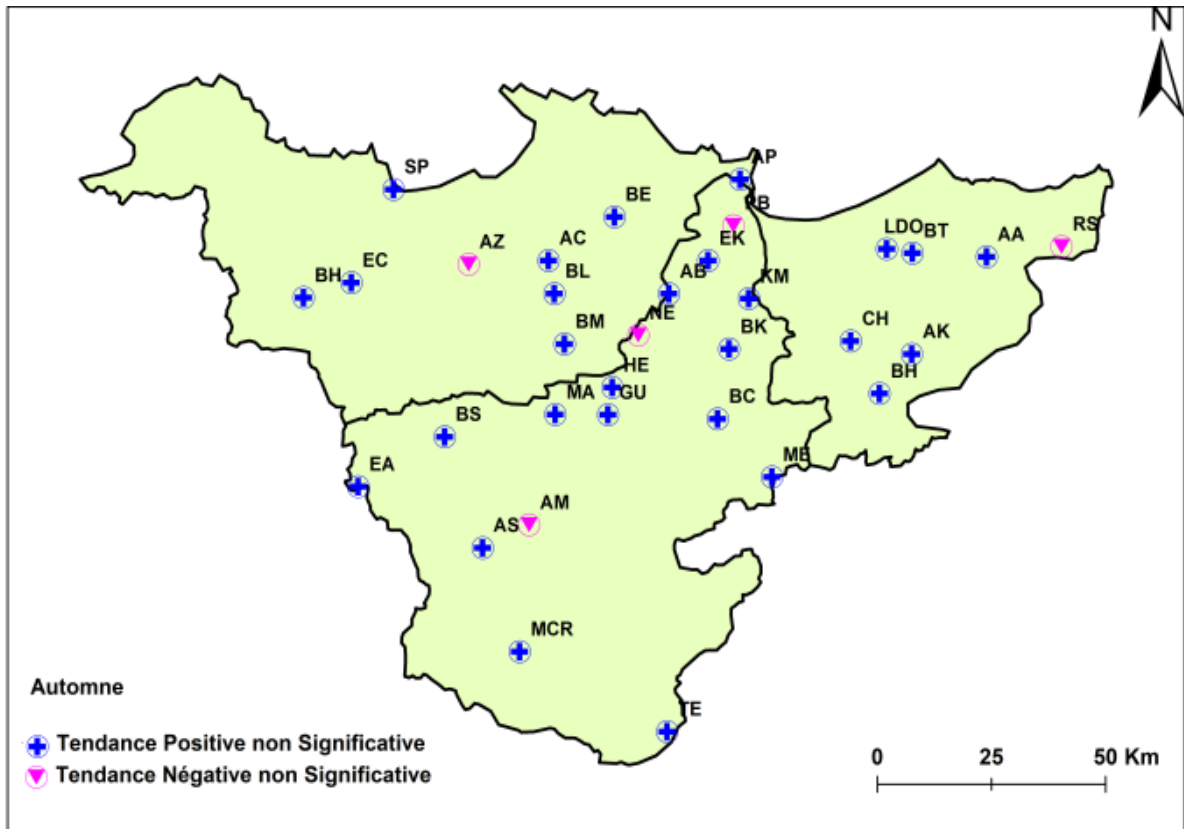 N
SP
AP
BE
PB
EK
LDO
BT
AA
RS
AZ
AC
BH
EC
BL
AB
KM
BM
NE
BK
CH
AK
HE
BH
MA
GU
BS
BC
EA
ME
AS
AM
MCR
TE
Automne
Tendance Positive non Significative
Tendance Négative non Significative
0 25 50 Km